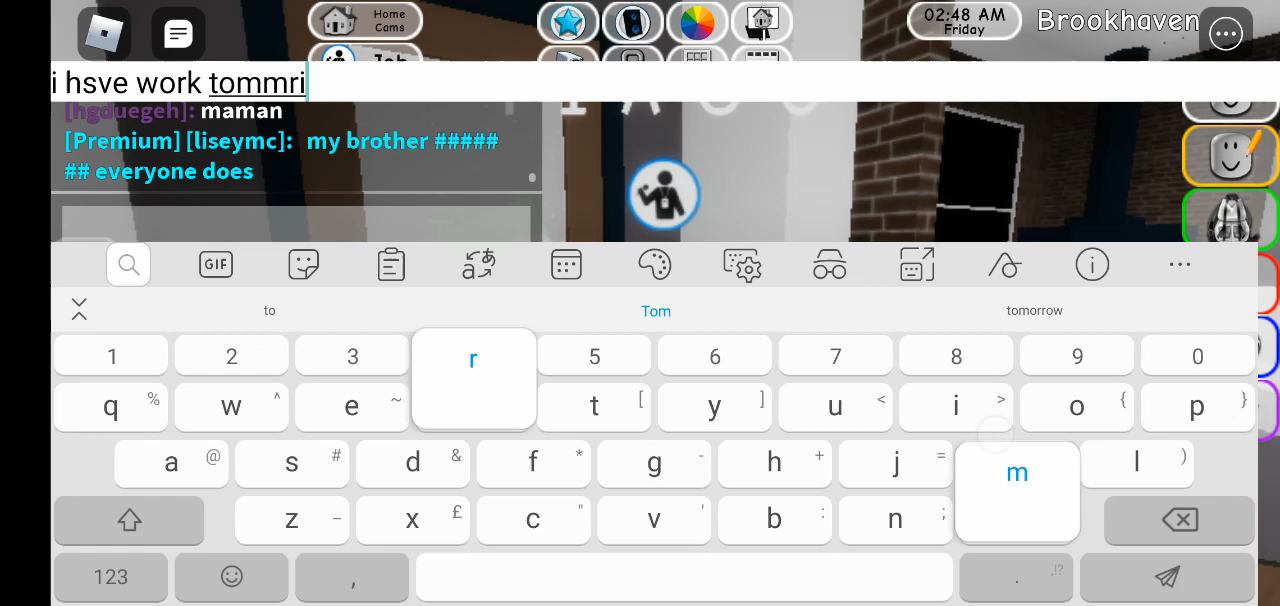 Home
Cams
02:48 AM
Friday
Brookhaven
i hsve work tommri
[hgduegeh]: maman
[Premium] [liseymc]: my brother #####
## everyone does
GIF
to
Tom
tomorrow
1 2 3 r 5 6 7 8 9 0
q % w ^ e ~ t [ y ] u < i > o { p }
a @ s # d & f * g - h + j = m l )
z _ x £ c " v ' b : n ;
123 , . ,!?